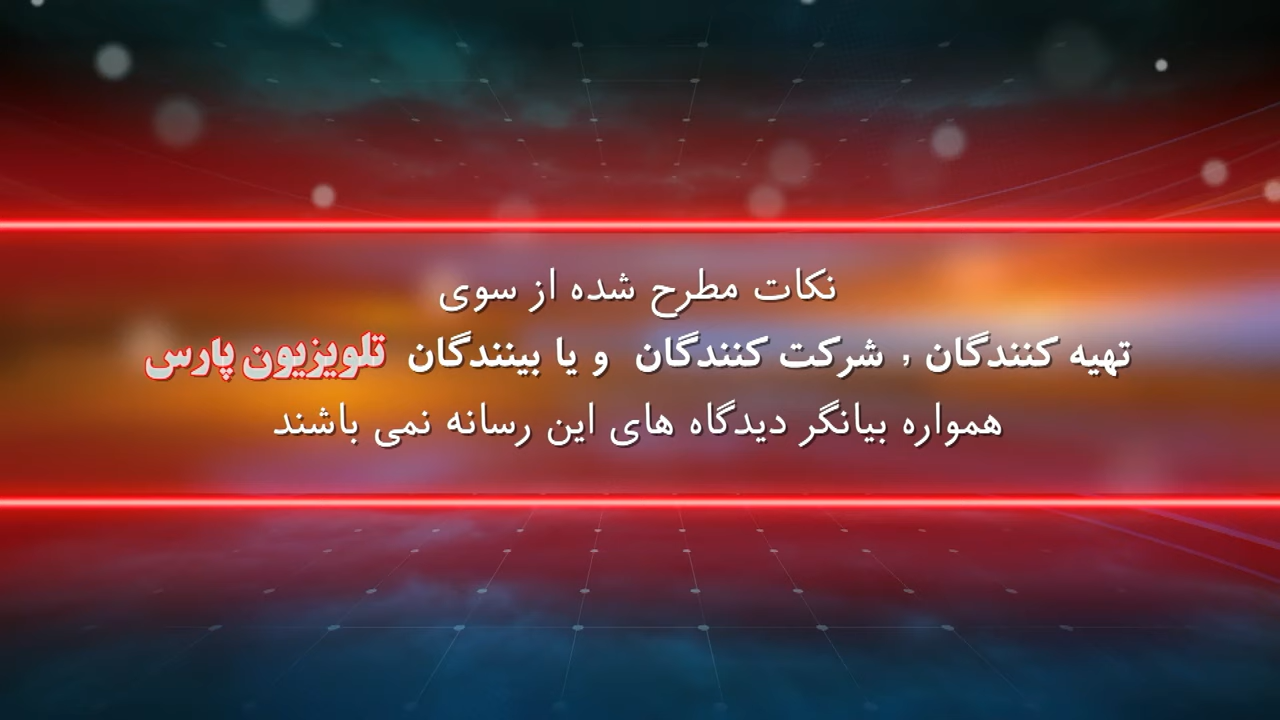 نکات مطرح شده از سوی
تهیه کنندگان , شرکت کنندگان و یا بینندگان تلویزیون پارس
همواره بیانگر دیدگاه های این رسانه نمی باشند